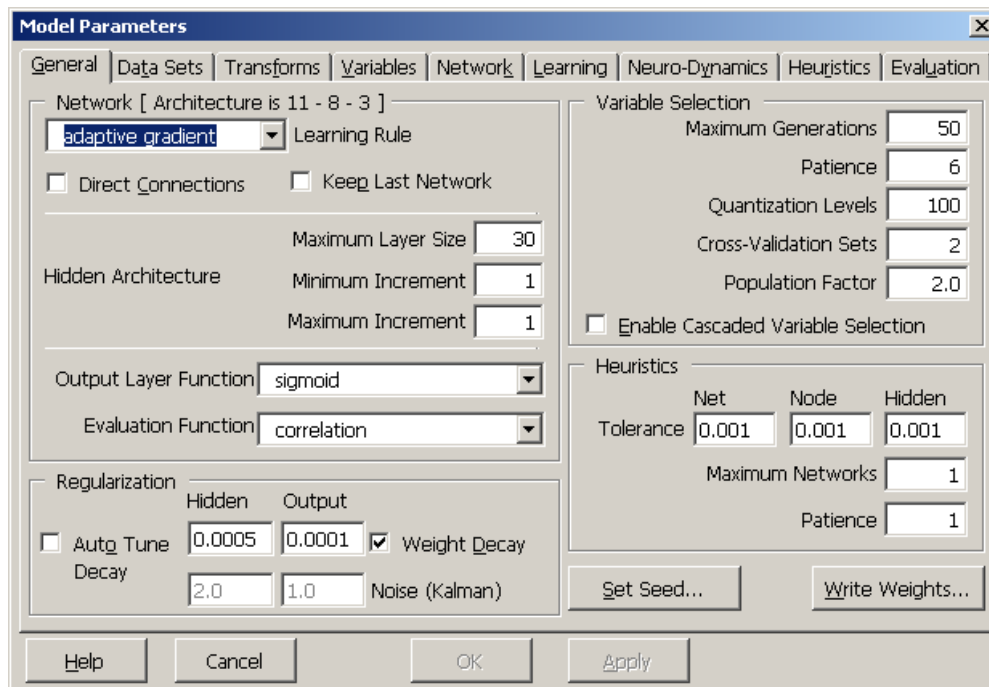 Model Parameters
General Data Sets Transforms Variables Network Learning Neuro-Dynamics Heuristics Evaluation
Network [ Architecture is 11 - 8 - 3 ]
adaptive gradient Learning Rule
Direct Connections Keep Last Network
Hidden Architecture
Maximum Layer Size 30
Minimum Increment 1
Maximum Increment 1
Output Layer Function sigmoid
Evaluation Function correlation
Regularization
Hidden Output
Auto Tune Decay 0.0005 0.0001 Weight Decay
2.0 1.0 Noise (Kalman)
Variable Selection
Maximum Generations 50
Patience 6
Quantization Levels 100
Cross-Validation Sets 2
Population Factor 2.0
Enable Cascaded Variable Selection
Heuristics
Net Node Hidden
Tolerance 0.001 0.001 0.001
Maximum Networks 1
Patience 1
Set Seed... Write Weights...
Help Cancel OK Apply